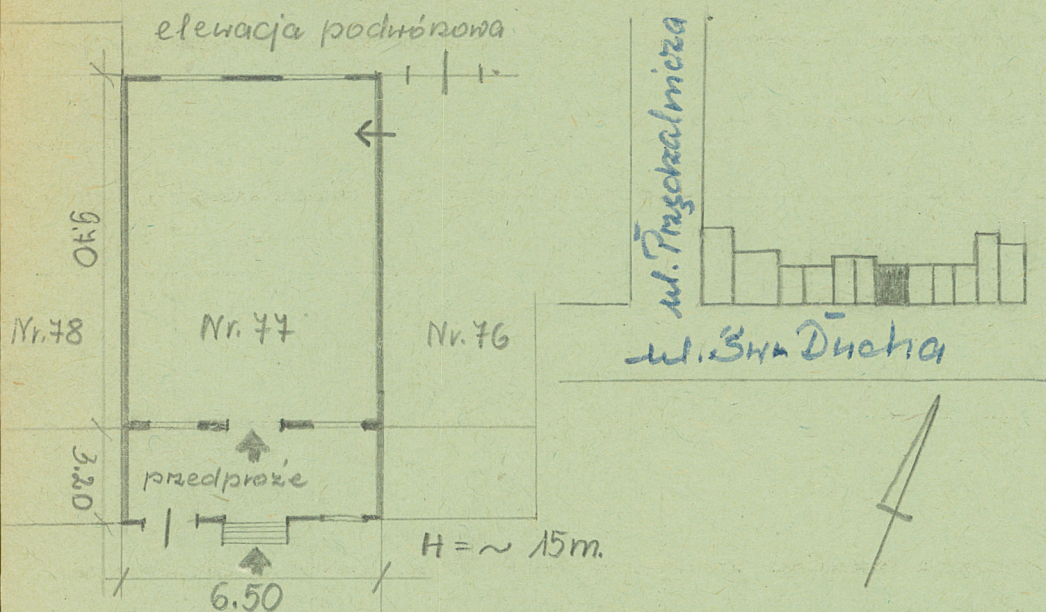 elewacja podwórzowa
9,70
Nr. 78
Nr. 77
Nr. 76
3.20
przedproże
H = ~ 15m.
6.50
ul. Przędzalnicza
ul. Św. Ducha